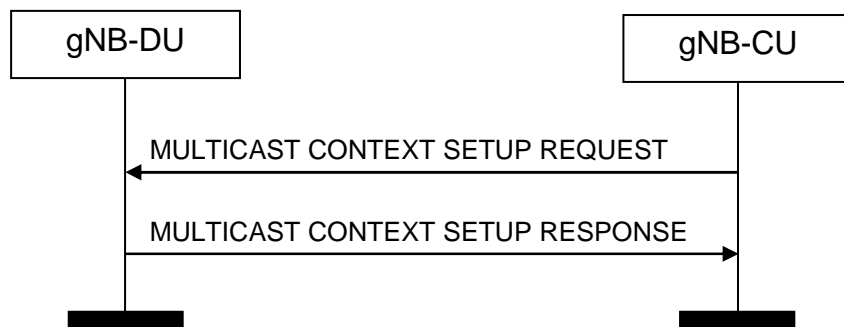 gNB-DU
gNB-CU
MULTICAST CONTEXT SETUP REQUEST
MULTICAST CONTEXT SETUP RESPONSE